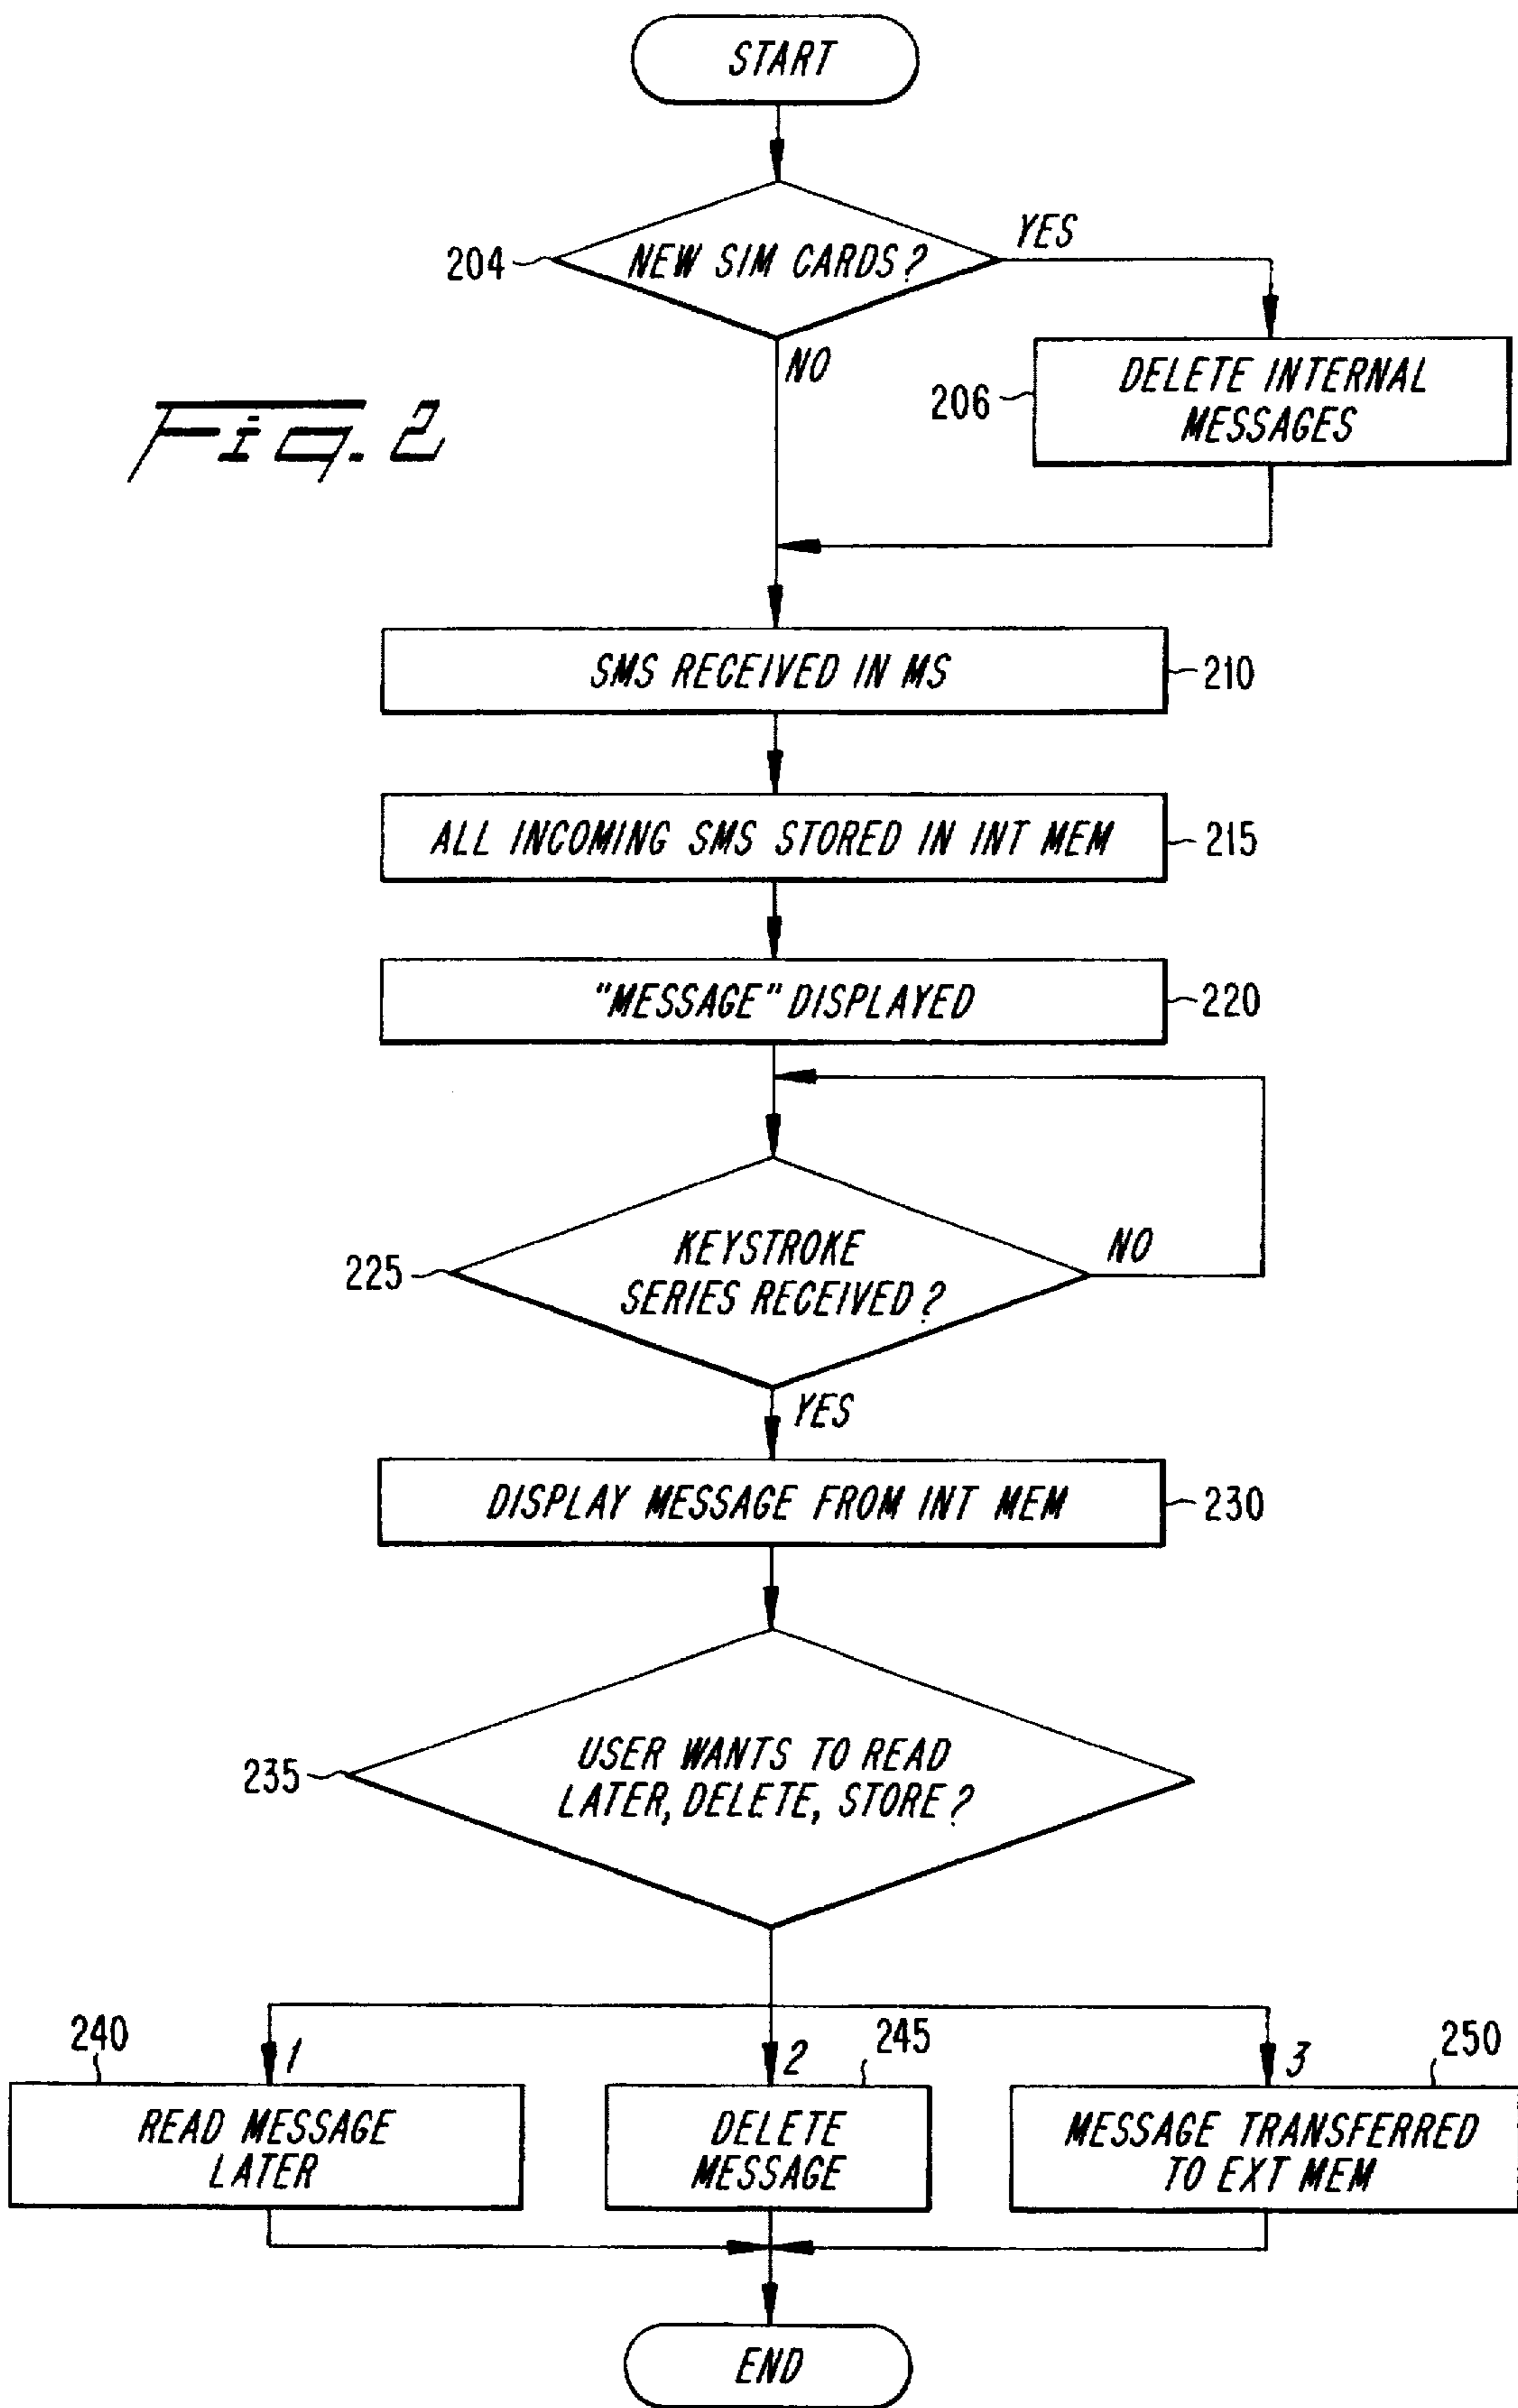 START
204
NEW SIM CARDS?
YES
NO
206
DELETE INTERNAL
MESSAGES
Fig. 2
SMS RECEIVED IN MS
210
ALL INCOMING SMS STORED IN INT MEM
215
"MESSAGE" DISPLAYED
220
225
KEYSTROKE
SERIES RECEIVED?
NO
YES
DISPLAY MESSAGE FROM INT MEM
230
235
USER WANTS TO READ
LATER, DELETE, STORE?
240
1
READ MESSAGE
LATER
2
245
DELETE
MESSAGE
3
250
MESSAGE TRANSFERRED
TO EXT MEM
END